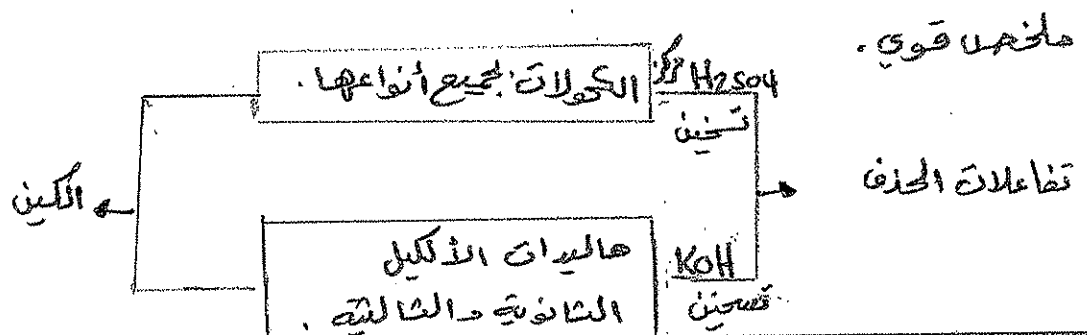 ملخص قوي.
الكحولات بجميع أنواعها. مركز H2SO4
تسخين
تفاعلات الحذف
ألكين
هاليدات الألكيل KOH
الثانوية والثالثية. تسخين